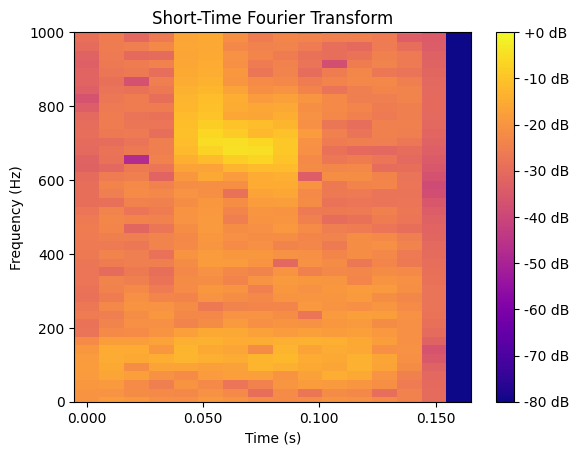 Short-Time Fourier Transform
1000
800
600
400
200
0
Frequency (Hz)
0.000
0.050
0.100
0.150
Time (s)
+0 dB
-10 dB
-20 dB
-30 dB
-40 dB
-50 dB
-60 dB
-70 dB
-80 dB